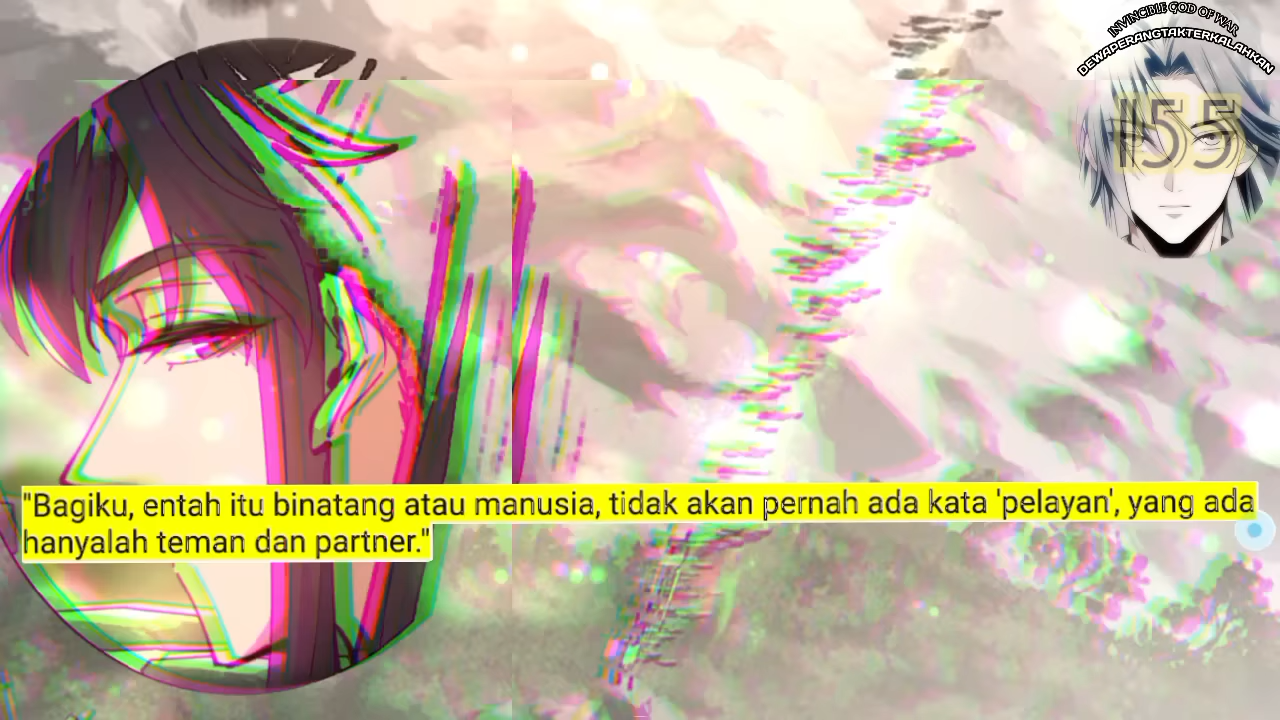 INVINCIBLE GOD OF WAR
DEWAPERANGTAKTERKALAHKAN
155
"Bagiku, entah itu binatang atau manusia, tidak akan pernah ada kata 'pelayan', yang ada
hanyalah teman dan partner."